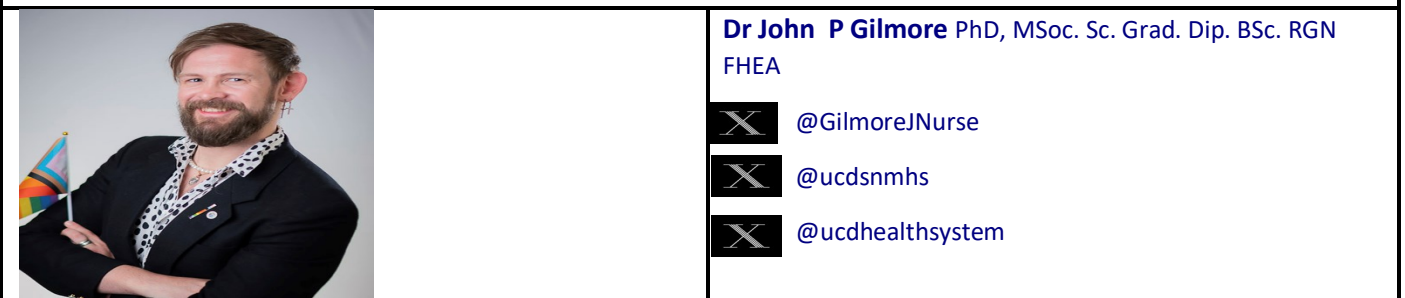 Dr John P Gilmore PhD, MSoc. Sc. Grad. Dip. BSc. RGN
FHEA
X @GilmoreJNurse
X @ucdsnmhs
X @ucdhealthsystem